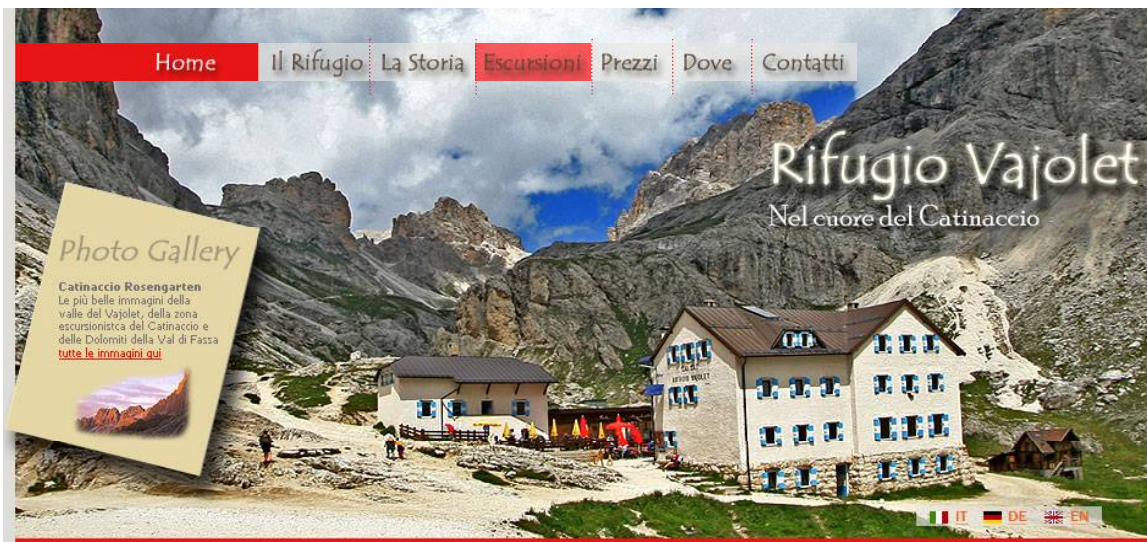 Home Il Rifugio La Storia Escursioni Prezzi Dove Contatti
Rifugio Vajolet
Nel cuore del Catinaccio
Photo Gallery
Catinaccio Rosengarten
Le più belle immagini della
valle del Vajolet, della zona
escursionistca del Catinaccio e
delle Dolomiti della Val di Fassa
tutte le immagini qui
RIFUGIO VAJOLET
IT DE EN